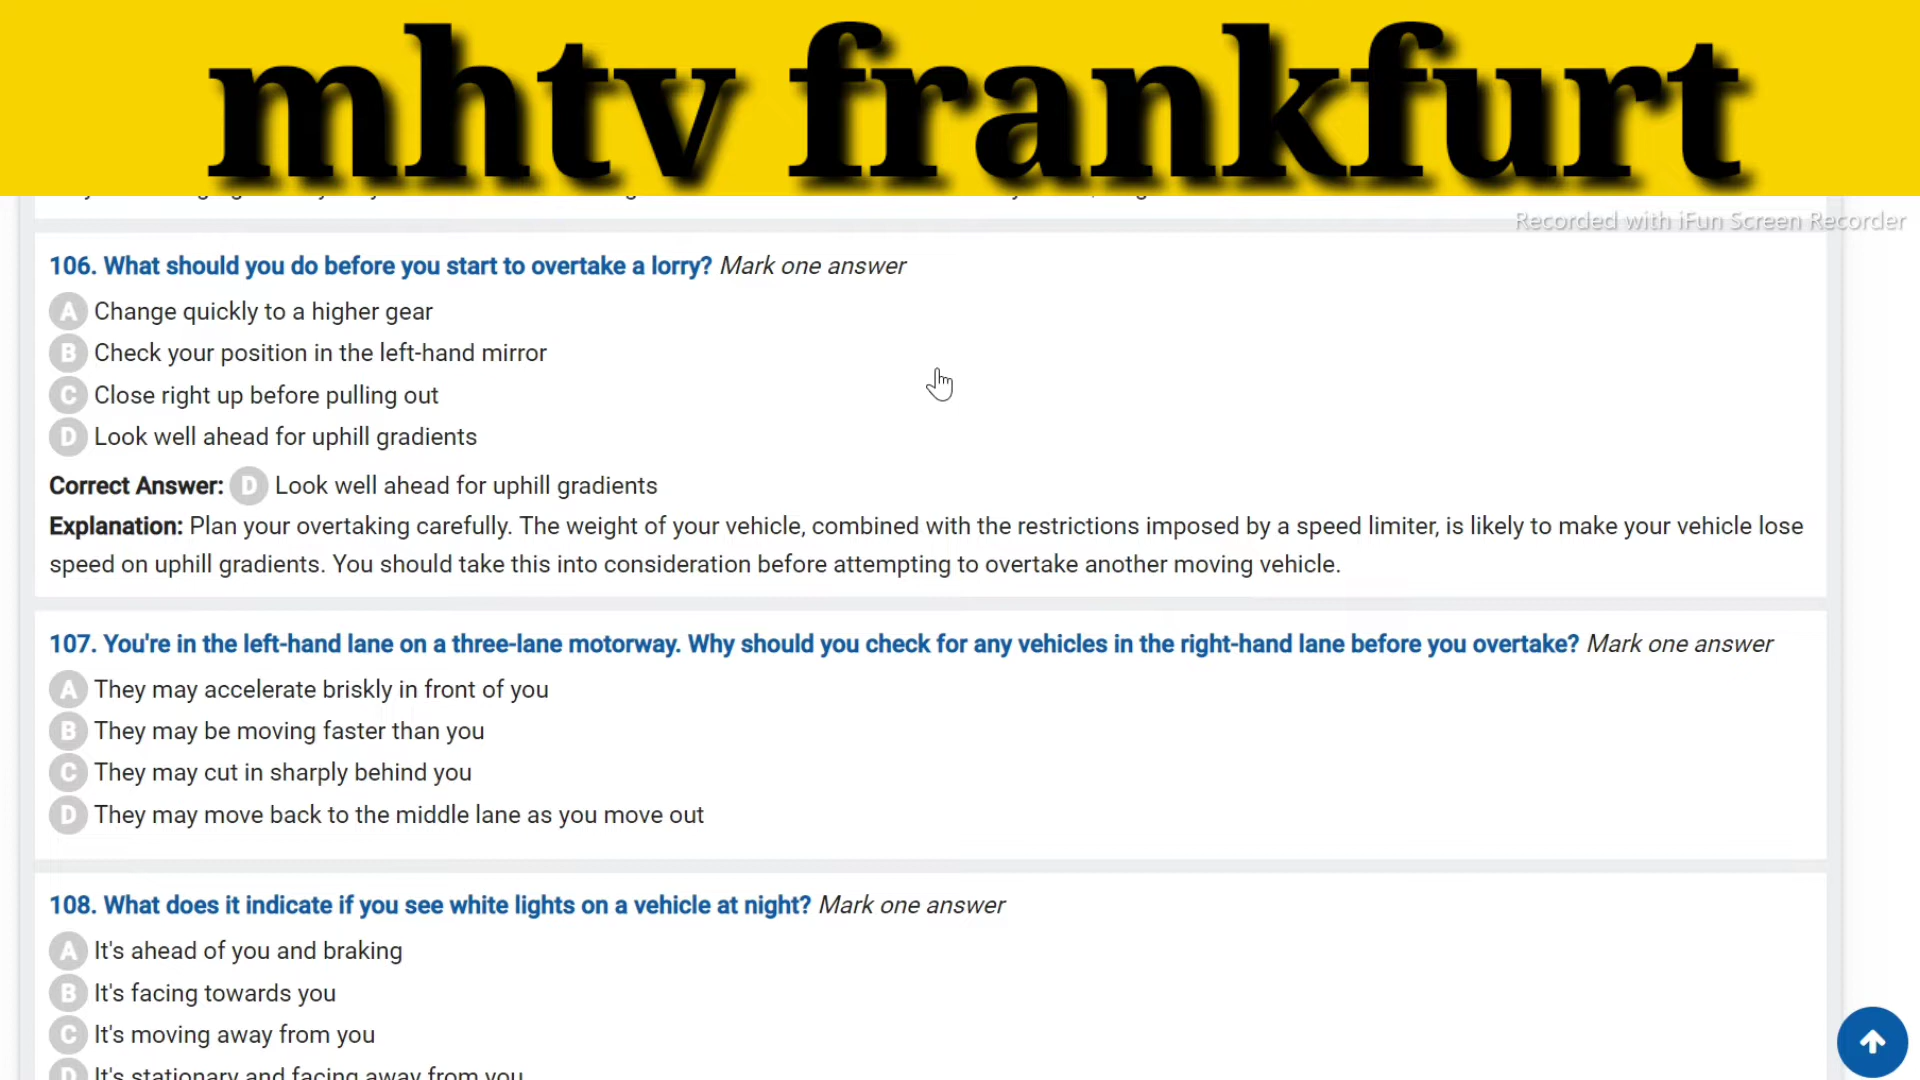 mhtv frankfurt
Recorded with iFun Screen Recorder
106. What should you do before you start to overtake a lorry? Mark one answer
A Change quickly to a higher gear
B Check your position in the left-hand mirror
C Close right up before pulling out
D Look well ahead for uphill gradients
Correct Answer: D Look well ahead for uphill gradients
Explanation: Plan your overtaking carefully. The weight of your vehicle, combined with the restrictions imposed by a speed limiter, is likely to make your vehicle lose
speed on uphill gradients. You should take this into consideration before attempting to overtake another moving vehicle.
107. You're in the left-hand lane on a three-lane motorway. Why should you check for any vehicles in the right-hand lane before you overtake? Mark one answer
A They may accelerate briskly in front of you
B They may be moving faster than you
C They may cut in sharply behind you
D They may move back to the middle lane as you move out
108. What does it indicate if you see white lights on a vehicle at night? Mark one answer
A It's ahead of you and braking
B It's facing towards you
C It's moving away from you
D It's stationary and facing away from you